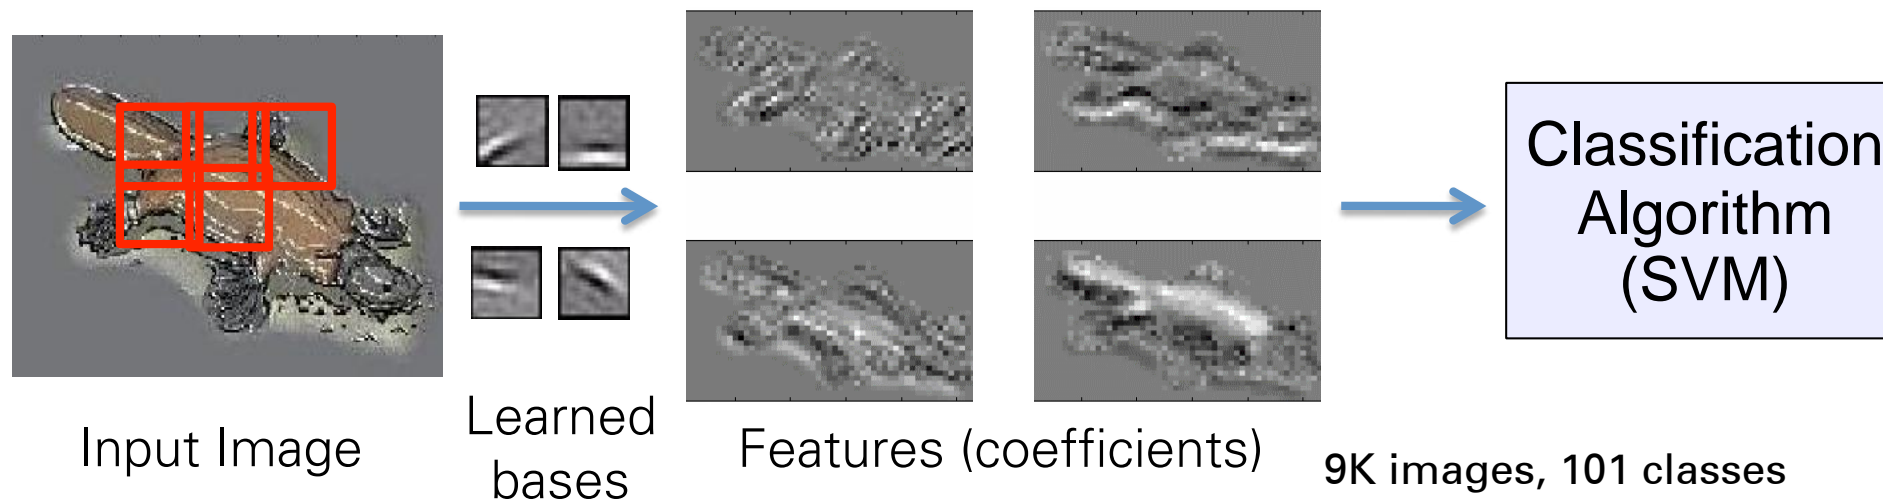 Input Image
Learned
bases
Features (coefficients)
Classification
Algorithm
(SVM)
9K images, 101 classes